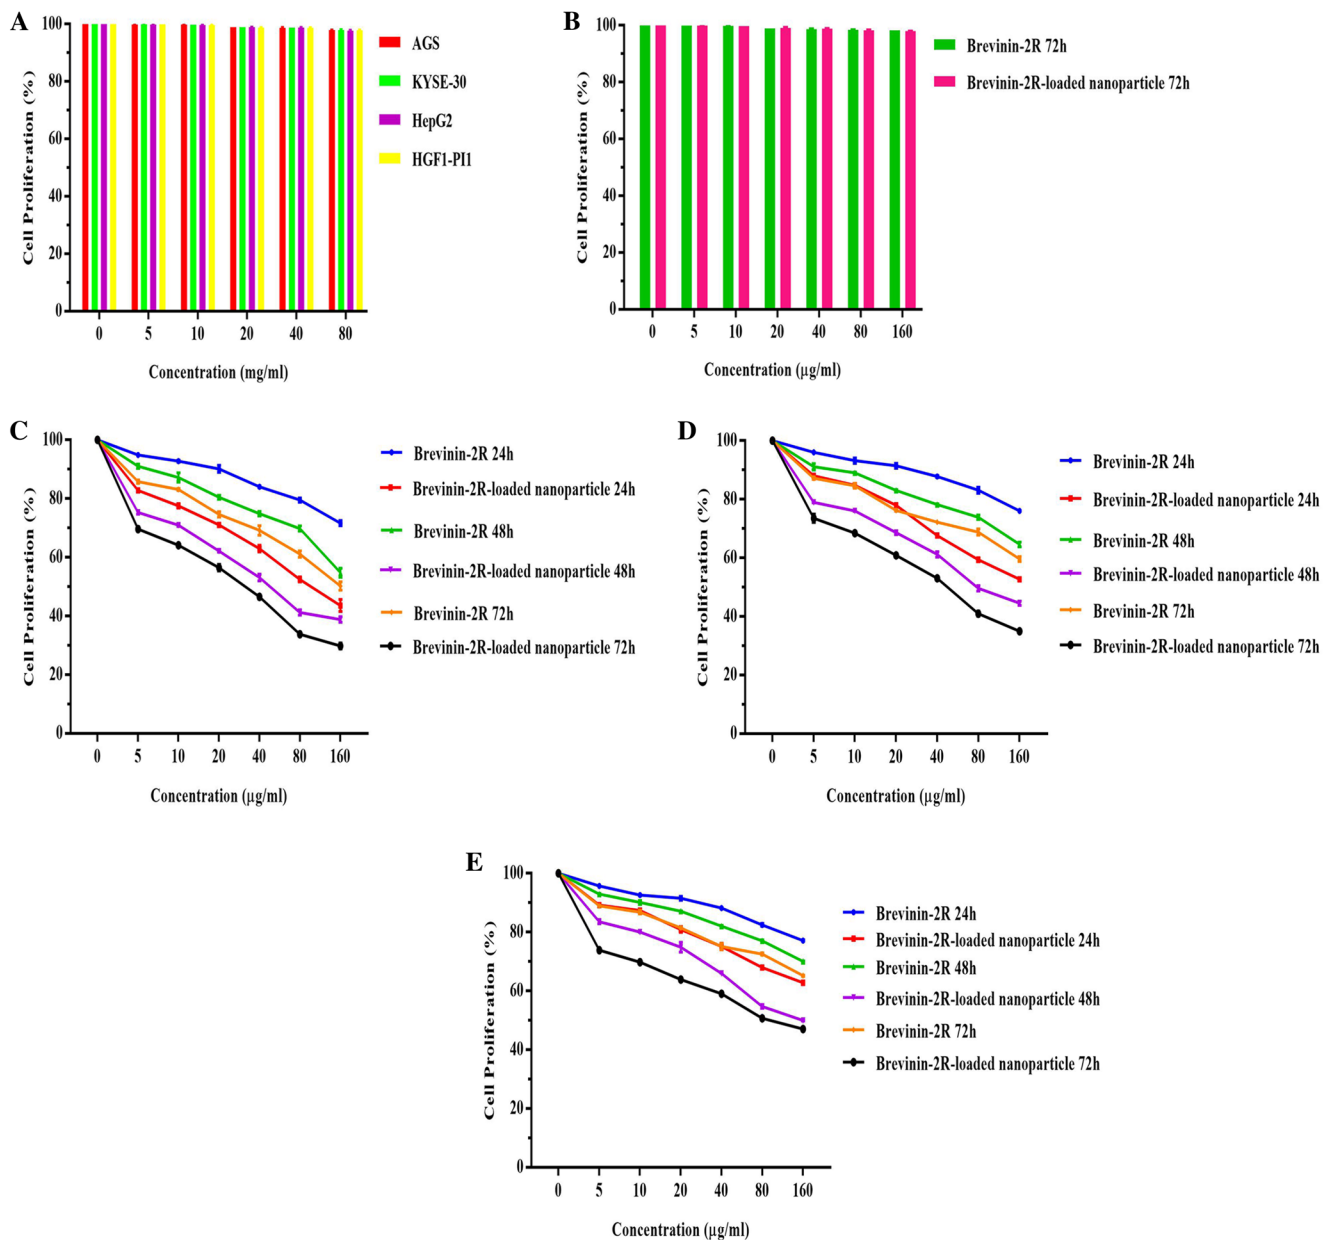 A
100
80
60
40
20
0
Cell Proliferation (%)
0 5 10 20 40 80
Concentration (mg/ml)
AGS
KYSE-30
HepG2
HGF1-PI1
B
100
80
60
40
20
0
Cell Proliferation (%)
0 5 10 20 40 80 160
Concentration (µg/ml)
Brevinin-2R 72h
Brevinin-2R-loaded nanoparticle 72h
C
100
80
60
40
20
0
Cell Proliferation (%)
0 5 10 20 40 80 160
Concentration (µg/ml)
Brevinin-2R 24h
Brevinin-2R-loaded nanoparticle 24h
Brevinin-2R 48h
Brevinin-2R-loaded nanoparticle 48h
Brevinin-2R 72h
Brevinin-2R-loaded nanoparticle 72h
D
100
80
60
40
20
0
Cell Proliferation (%)
0 5 10 20 40 80 160
Concentration (µg/ml)
Brevinin-2R 24h
Brevinin-2R-loaded nanoparticle 24h
Brevinin-2R 48h
Brevinin-2R-loaded nanoparticle 48h
Brevinin-2R 72h
Brevinin-2R-loaded nanoparticle 72h
E
100
80
60
40
20
0
Cell Proliferation (%)
0 5 10 20 40 80 160
Concentration (µg/ml)
Brevinin-2R 24h
Brevinin-2R-loaded nanoparticle 24h
Brevinin-2R 48h
Brevinin-2R-loaded nanoparticle 48h
Brevinin-2R 72h
Brevinin-2R-loaded nanoparticle 72h